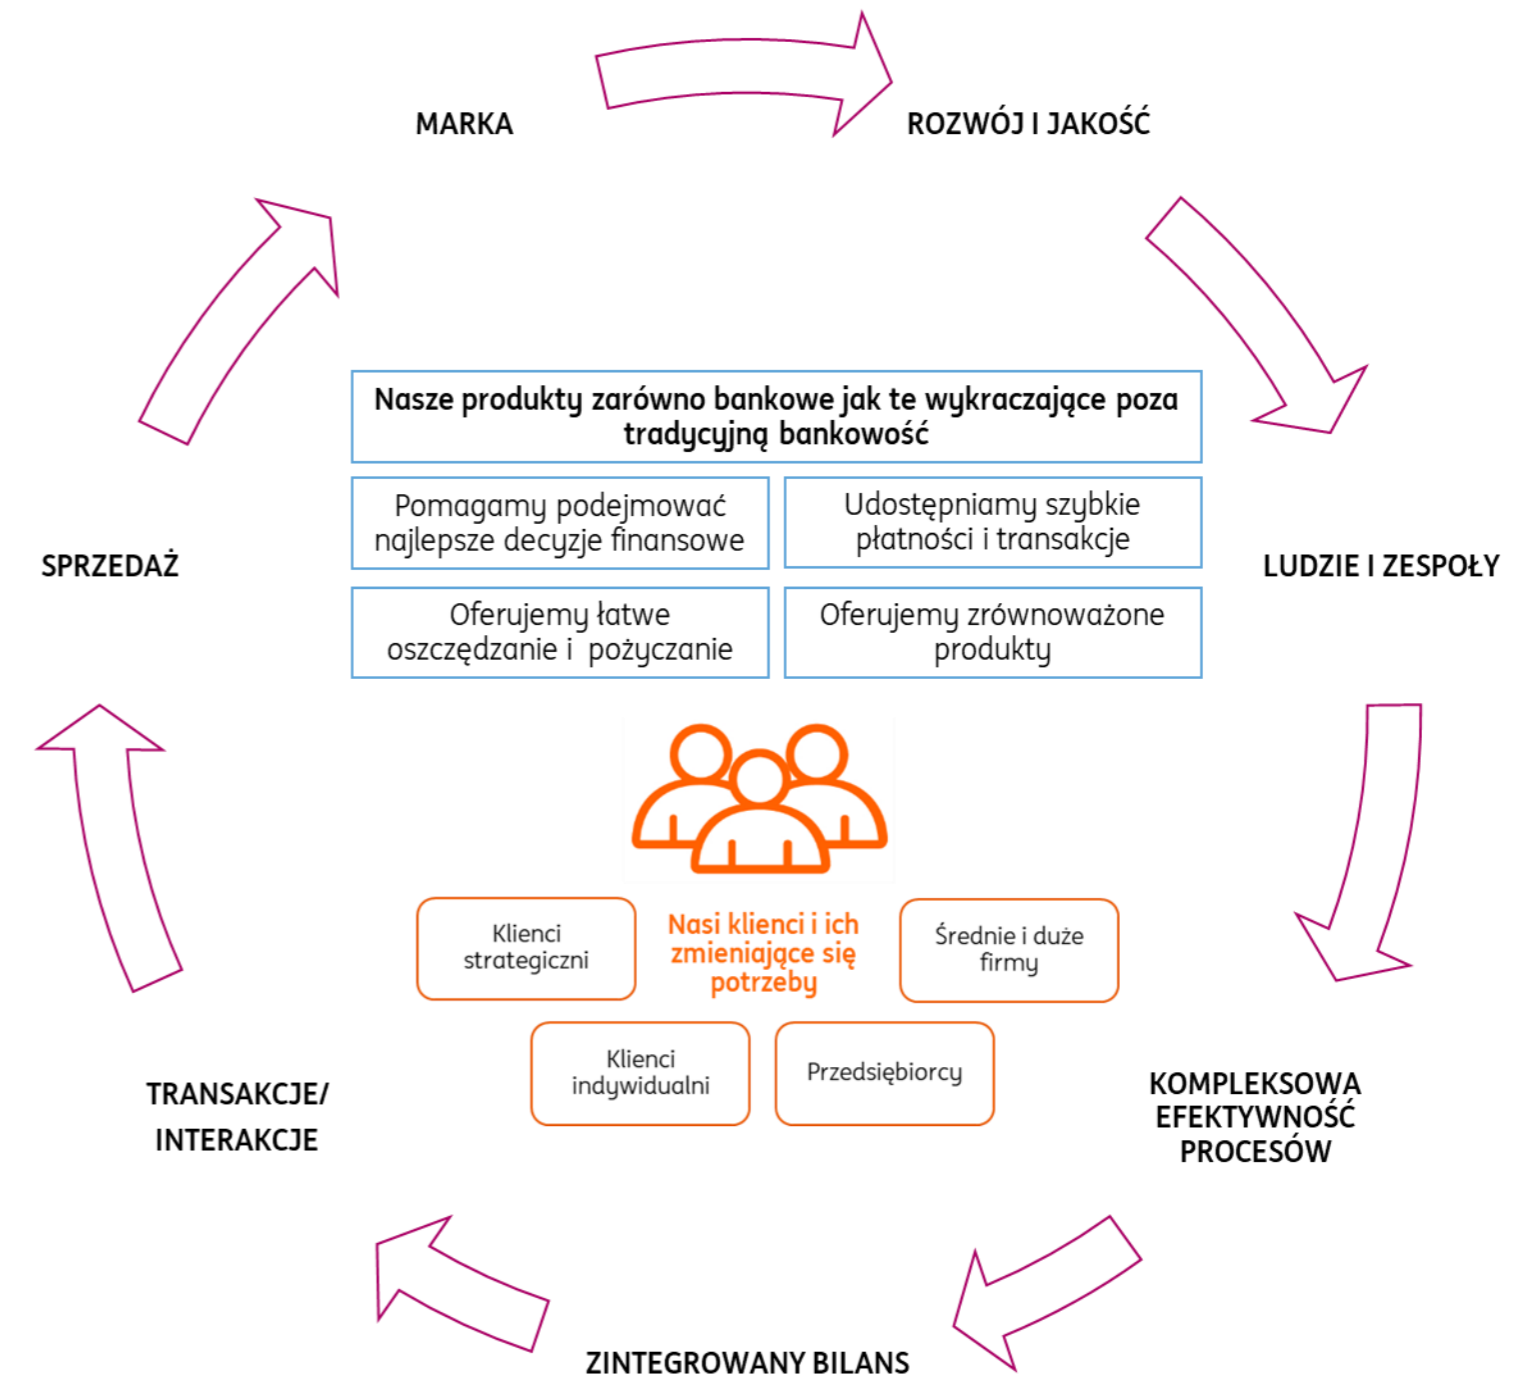 MARKA
ROZWÓJ I JAKOŚĆ
Nasze produkty zarówno bankowe jak te wykraczające poza
tradycyjną bankowość
Pomagamy podejmować
najlepsze decyzje finansowe
Udostępniamy szybkie
płatności i transakcje
SPRZEDAŻ
LUDZIE I ZESPOŁY
Oferujemy łatwe
oszczędzanie i  pożyczanie
Oferujemy zrównoważone
produkty
Klienci
strategiczni
Nasi klienci i ich
zmieniające się
potrzeby
Średnie i duże
firmy
Klienci
indywidualni
Przedsiębiorcy
TRANSAKCJE/
INTERAKCJE
KOMPLEKSOWA
EFEKTYWNOŚĆ
PROCESÓW
ZINTEGROWANY BILANS